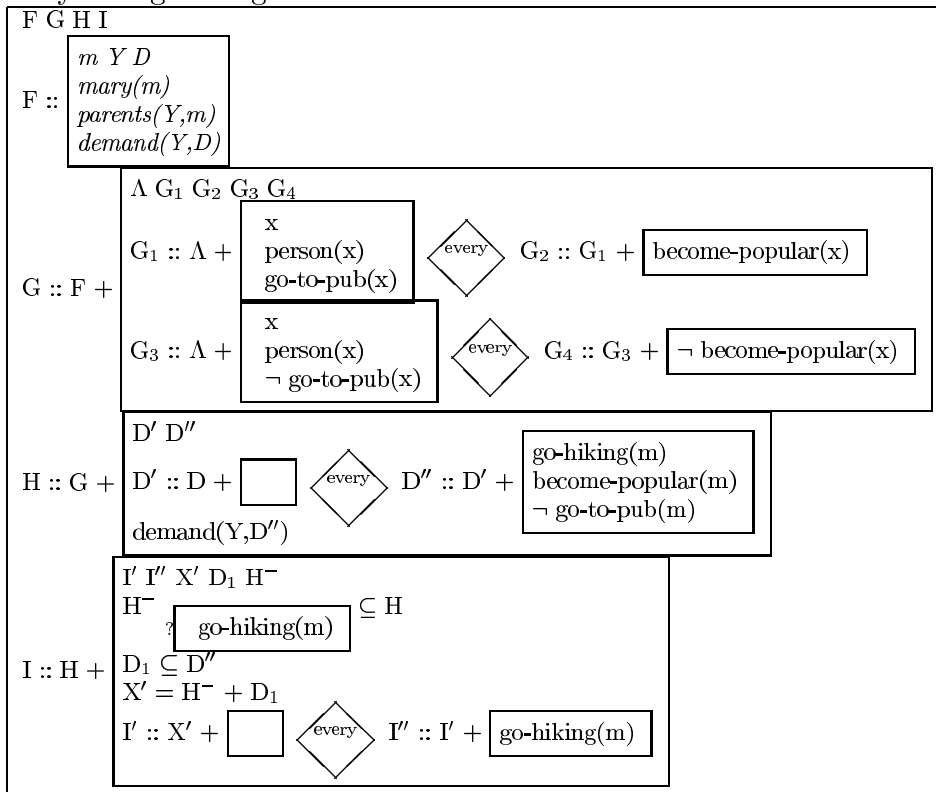 F G H I
m Y D
mary(m)
F :: parents(Y,m)
demand(Y,D)
Λ G₁ G₂ G₃ G₄
x
G₁ :: Λ + person(x) every G₂ :: G₁ + become-popular(x)
go-to-pub(x)
G :: F +
x
G₃ :: Λ + person(x) every G₄ :: G₃ + ¬ become-popular(x)
¬ go-to-pub(x)
D′ D″
go-hiking(m)
H :: G + D′ :: D + every D″ :: D′ + become-popular(m)
¬ go-to-pub(m)
demand(Y,D″)
I′ I″ X′ D₁ H⁻
H⁻ ? go-hiking(m) ⊆ H
I :: H + D₁ ⊆ D″
X′ = H⁻ + D₁
I′ :: X′ + every I″ :: I′ + go-hiking(m)